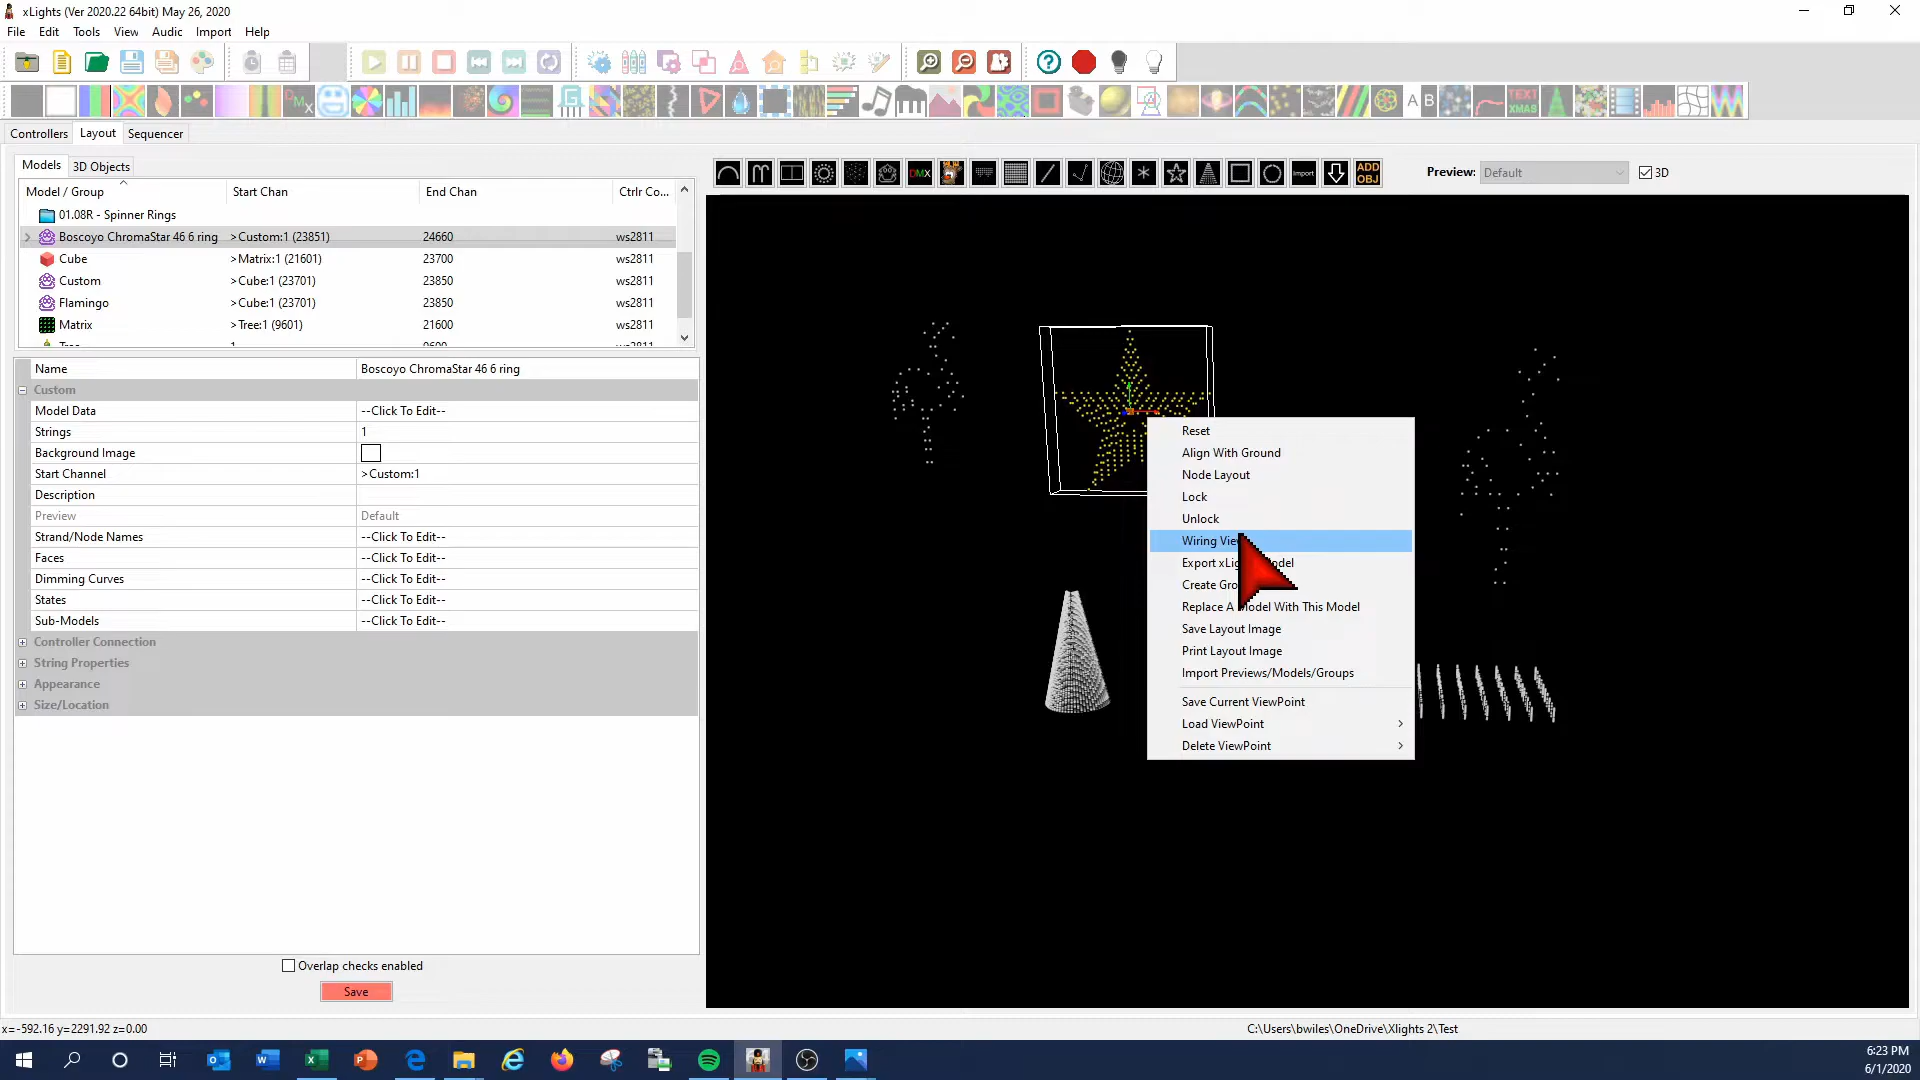 xLights (Ver 2020.22 64bit) May 26, 2020
File Edit Tools View Audio Import Help
DMX
A B
TEXT XMAS
Controllers Layout Sequencer
Models 3D Objects
DMX
Import
ADD OBJ
Preview: Default 3D
Model / Group Start Chan End Chan Ctrlr Co...
01.08R - Spinner Rings
Boscoyo ChromaStar 46 6 ring >Custom:1 (23851) 24660 ws2811
Cube >Matrix:1 (21601) 23700 ws2811
Custom >Cube:1 (23701) 23850 ws2811
Flamingo >Cube:1 (23701) 23850 ws2811
Matrix >Tree:1 (9601) 21600 ws2811
Name Boscoyo ChromaStar 46 6 ring
Custom
Model Data --Click To Edit--
Strings 1
Background Image
Start Channel >Custom:1
Description
Preview Default
Strand/Node Names --Click To Edit--
Faces --Click To Edit--
Dimming Curves --Click To Edit--
States --Click To Edit--
Sub-Models --Click To Edit--
Controller Connection
String Properties
Appearance
Size/Location
Reset
Align With Ground
Node Layout
Lock
Unlock
Wiring
Export
Create
Replace A Model With This Model
Save Layout Image
Print Layout Image
Import Previews/Models/Groups
Save Current ViewPoint
Load ViewPoint
Delete ViewPoint
Overlap checks enabled
Save
x=-592.16 y=2291.92 z=0.00
C:\Users\bwiles\OneDrive\Xlights 2\Test
6:23 PM
6/1/2020